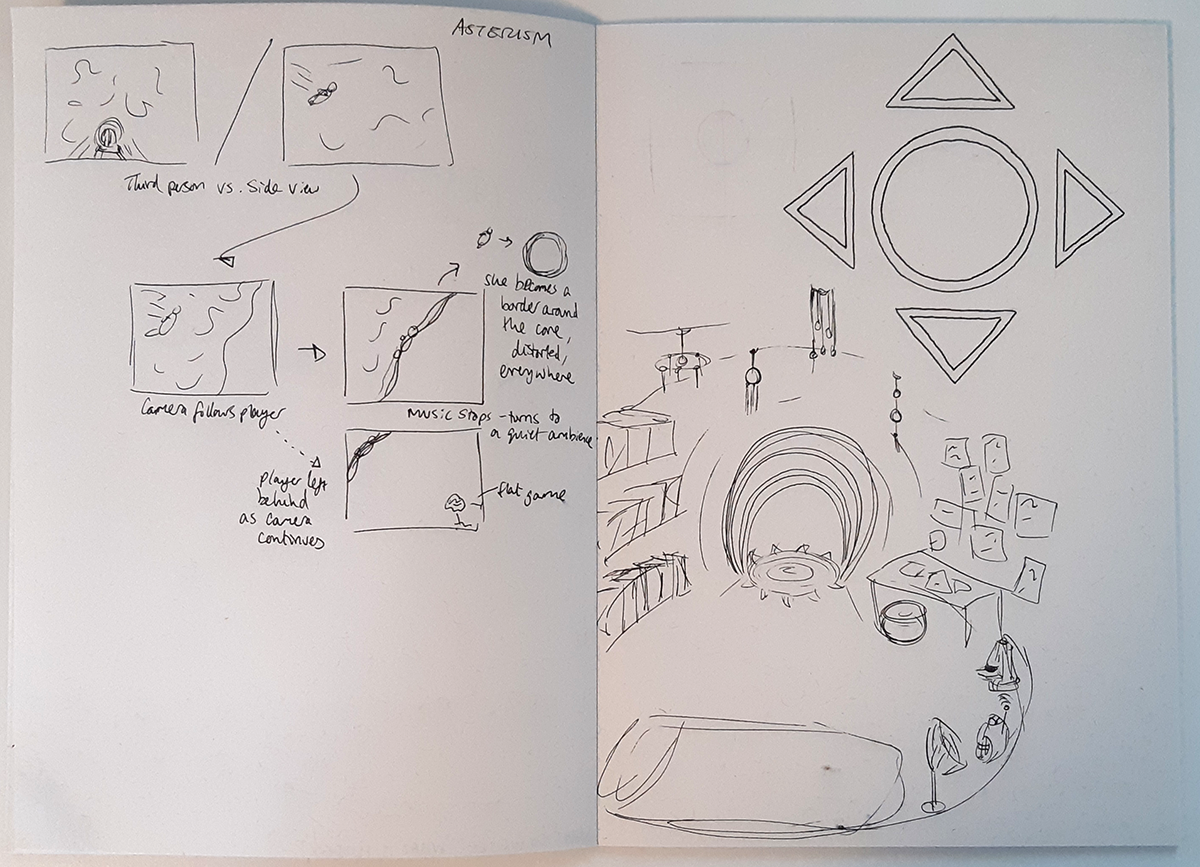 ASTERISM
Third person vs. Side view
she becomes a
border around
the core,
distorted,
everywhere
Camera follows player
MUSIC Stops - turns to
a quiet ambience
player left
behind
as camera
continues
flat game